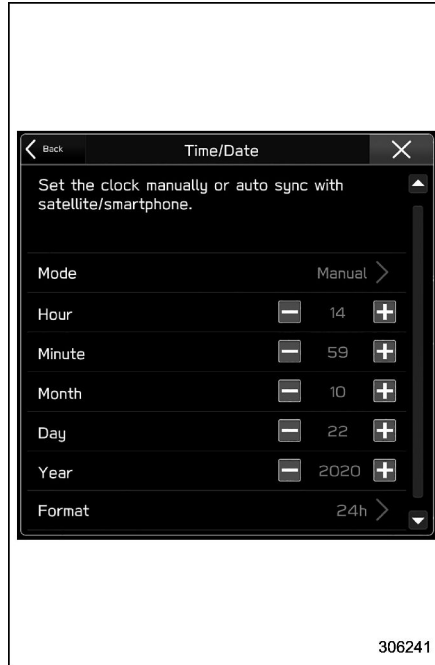 Back Time/Date
Set the clock manually or auto sync with
satellite/smartphone.
Mode Manual
Hour 14
Minute 59
Month 10
Day 22
Year 2020
Format 24h
306241